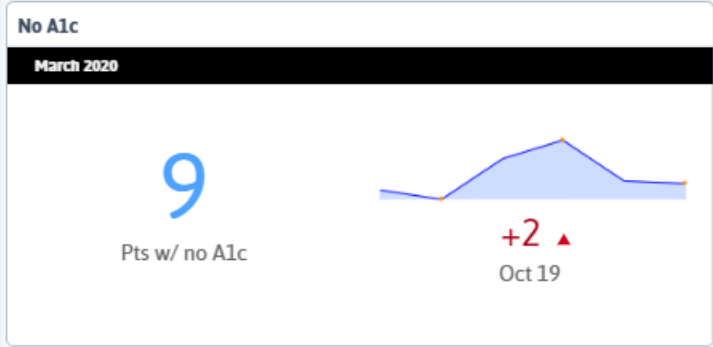 No A1c
March 2020
9
Pts w/ no A1c
+2 ▲
Oct 19